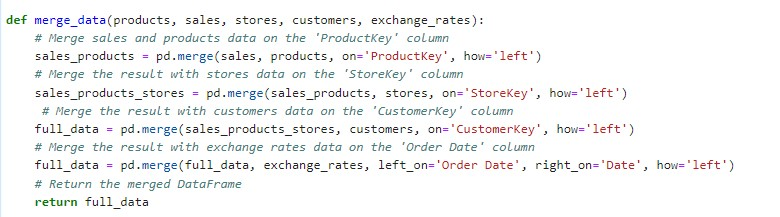 def merge_data(products, sales, stores, customers, exchange_rates):
    # Merge sales and products data on the 'ProductKey' column
    sales_products = pd.merge(sales, products, on='ProductKey', how='left')
    # Merge the result with stores data on the 'StoreKey' column
    sales_products_stores = pd.merge(sales_products, stores, on='StoreKey', how='left')
     # Merge the result with customers data on the 'CustomerKey' column
    full_data = pd.merge(sales_products_stores, customers, on='CustomerKey', how='left')
    # Merge the result with exchange rates data on the 'Order Date' column
    full_data = pd.merge(full_data, exchange_rates, left_on='Order Date', right_on='Date', how='left')
    # Return the merged DataFrame
    return full_data